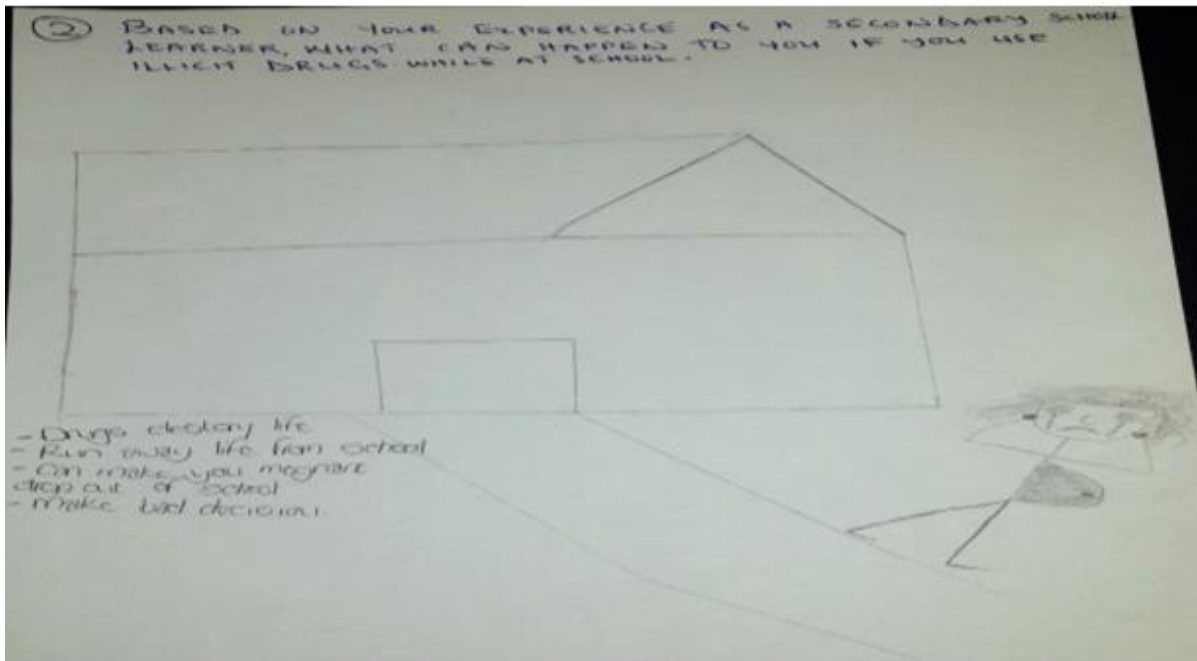 ② BASED ON YOUR EXPERIENCE AS A SECONDARY SCHOOL
LEARNER, WHAT CAN HAPPEN TO YOU IF YOU USE
ILLICIT DRUGS WHILE AT SCHOOL.
- Drugs destory life
- Run away life from school
- Can make you
drop out of school
- make bad decision.